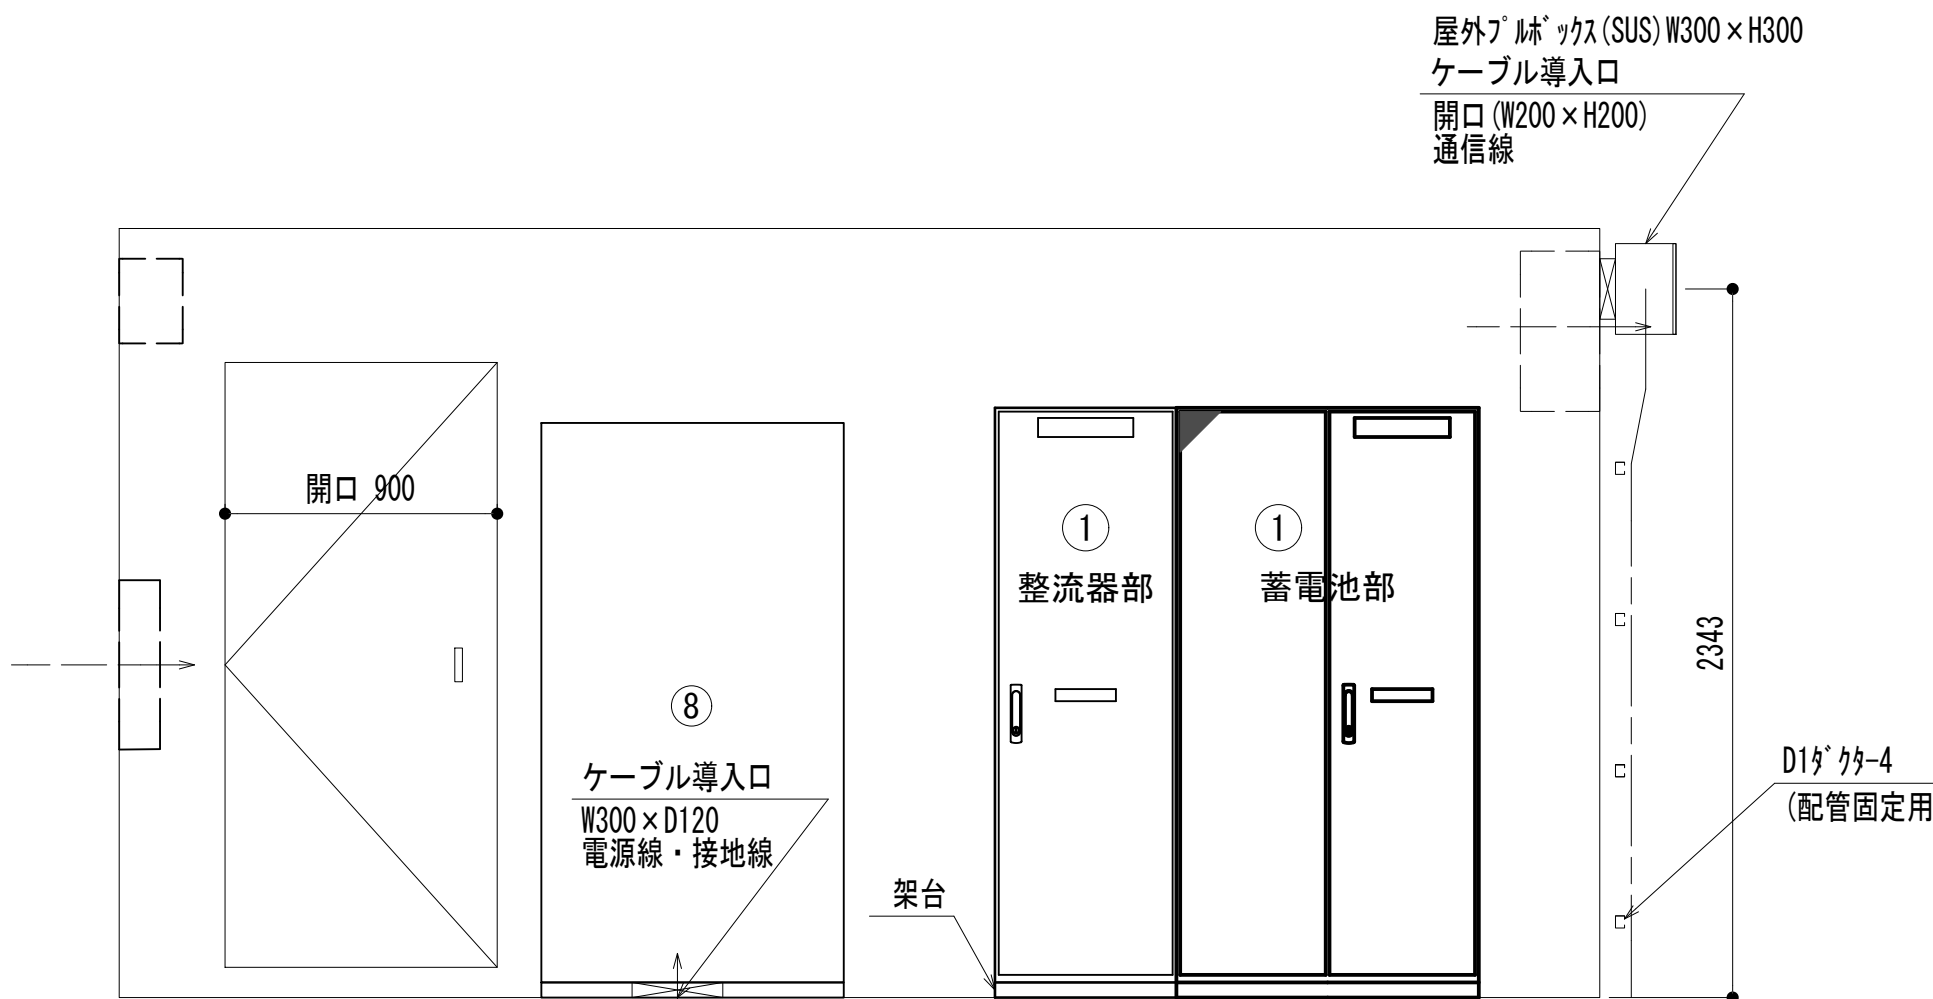 屋外ﾌﾟﾙﾎﾞｯｸｽ(SUS)W300×H300
ケーブル導入口
開口(W200×H200)
通信線
開口 900
①
整流器部
①
蓄電池部
2343
⑧
ケーブル導入口
W300×D120
電源線・接地線
架台
D1ﾀﾞｸﾀ-4
(配管固定用